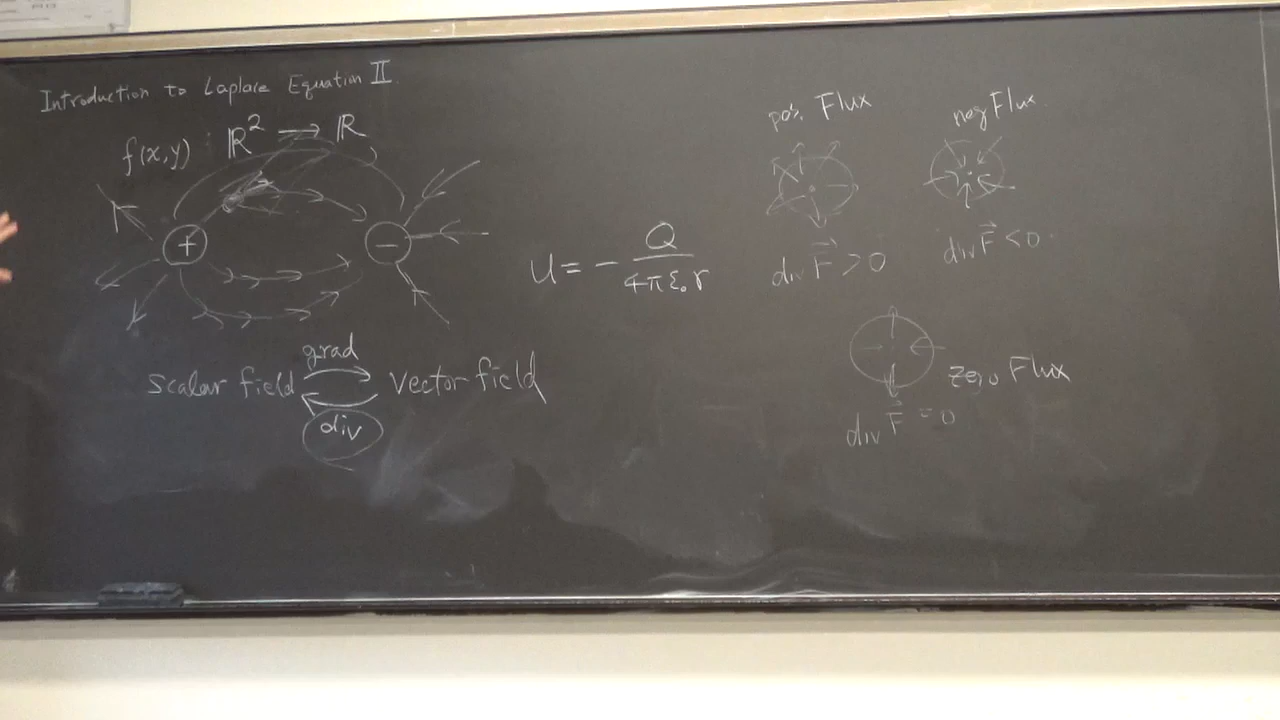 Introduction to Laplace Equation II
f(x,y) : ℝ² → ℝ
+
−
grad
Scalar field
vector field
div
U = − Q / 4πε₀r
pos. Flux
neg Flux
div F⃗ > 0
div F⃗ < 0
zero Flux
div F⃗ = 0